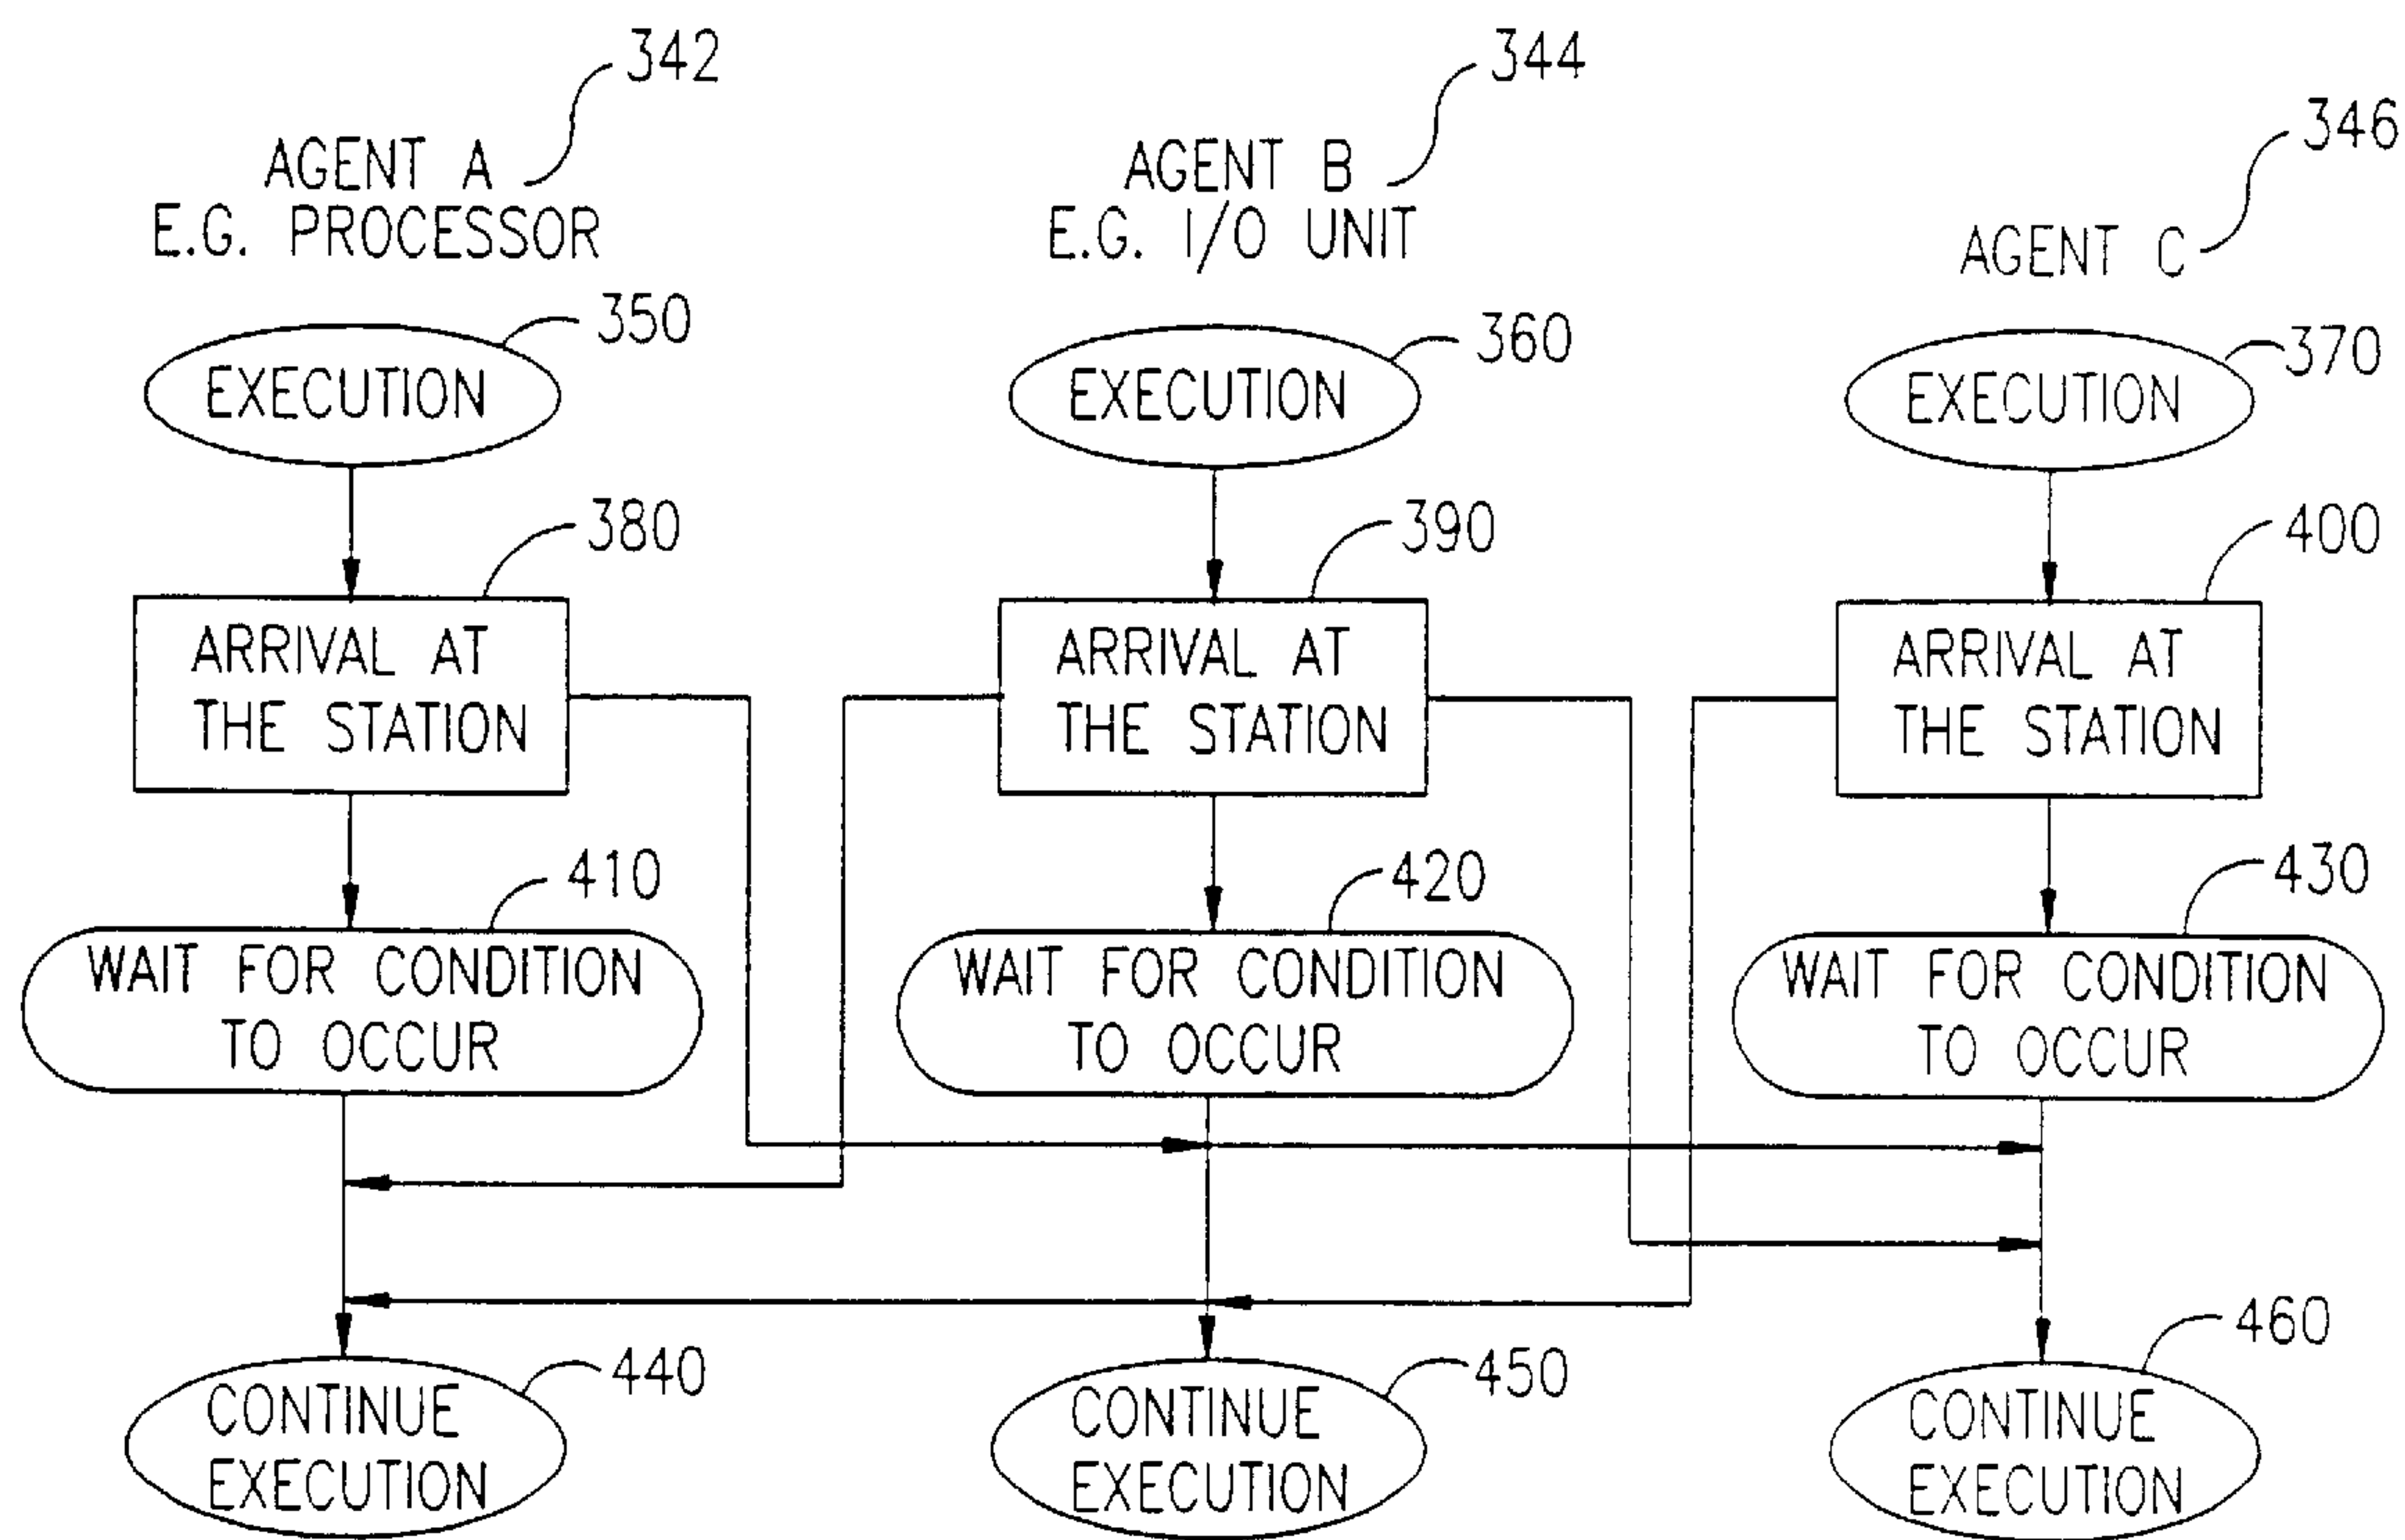 342
AGENT A
E.G. PROCESSOR
344
AGENT B
E.G. I/O UNIT
346
AGENT C
350
EXECUTION
360
EXECUTION
370
EXECUTION
380
ARRIVAL AT
THE STATION
390
ARRIVAL AT
THE STATION
400
ARRIVAL AT
THE STATION
410
WAIT FOR CONDITION
TO OCCUR
420
WAIT FOR CONDITION
TO OCCUR
430
WAIT FOR CONDITION
TO OCCUR
440
CONTINUE
EXECUTION
450
CONTINUE
EXECUTION
460
CONTINUE
EXECUTION